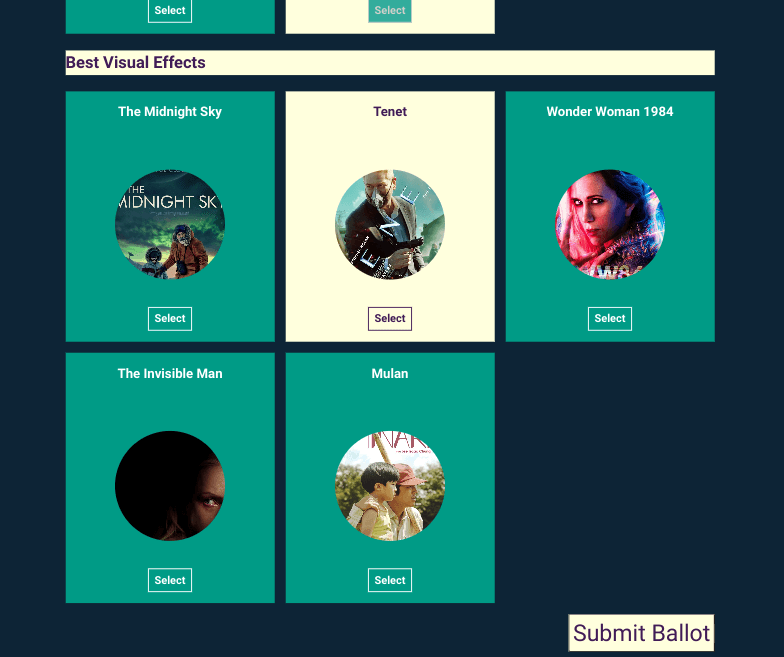 Select
Select
Best Visual Effects
The Midnight Sky
Tenet
Wonder Woman 1984
THE
MIDNIGHT SKY
Select
Select
Select
The Invisible Man
Mulan
Select
Select
Submit Ballot